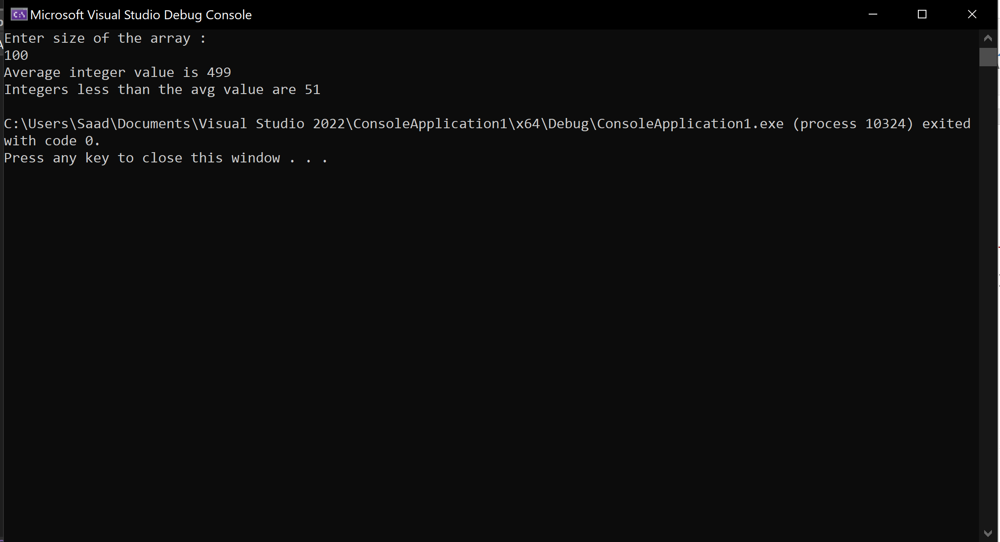 Microsoft Visual Studio Debug Console
Enter size of the array :
100
Average integer value is 499
Integers less than the avg value are 51
C:\Users\Saad\Documents\Visual Studio 2022\ConsoleApplication1\x64\Debug\ConsoleApplication1.exe (process 10324) exited
with code 0.
Press any key to close this window . . .